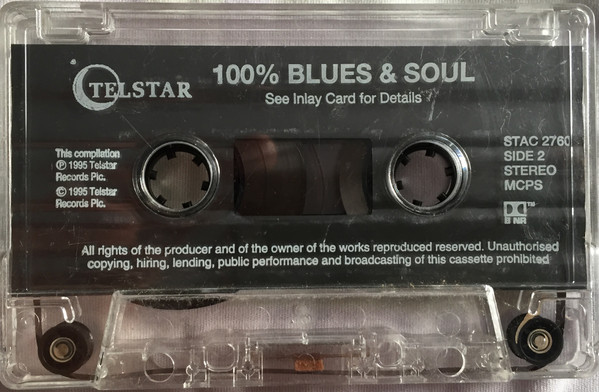 TELSTAR
100% BLUES & SOUL
See Inlay Card for Details
This compilation
℗ 1995 Telstar
Records Plc.
© 1995 Telstar
Records Plc.
STAC 2760
SIDE 2
STEREO
MCPS
NR TM
All rights of the producer and of the owner of the works reproduced reserved. Unauthorised
copying, hiring, lending, public performance and broadcasting of this cassette prohibited